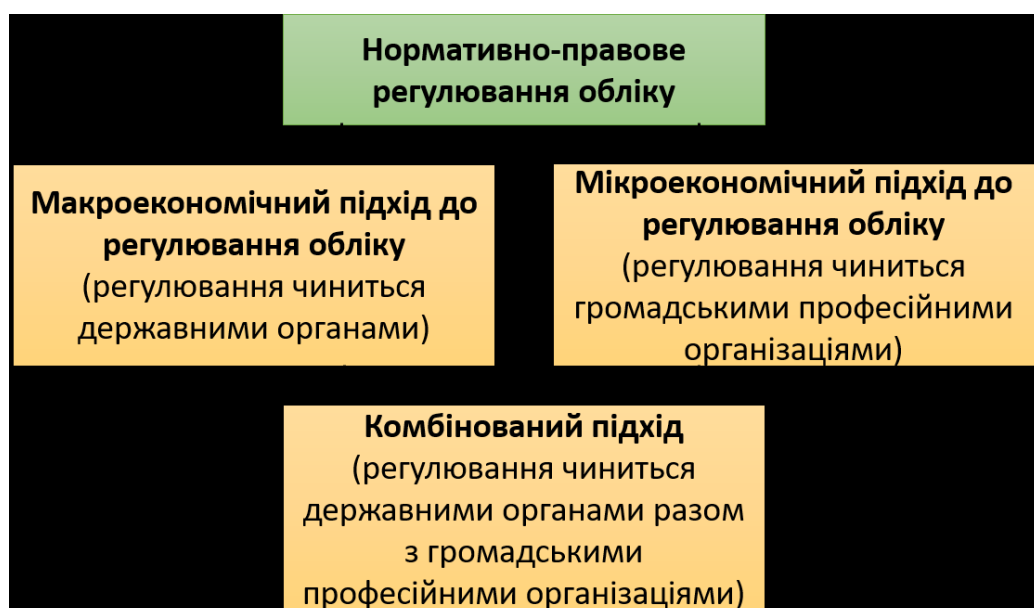 Нормативно-правове
регулювання обліку
Макроекономічний підхід до
регулювання обліку
(регулювання чиниться
державними органами)
Мікроекономічний підхід до
регулювання обліку
(регулювання чиниться
громадськими професійними
організаціями)
Комбінований підхід
(регулювання чиниться
державними органами разом
з громадськими
професійними організаціями)